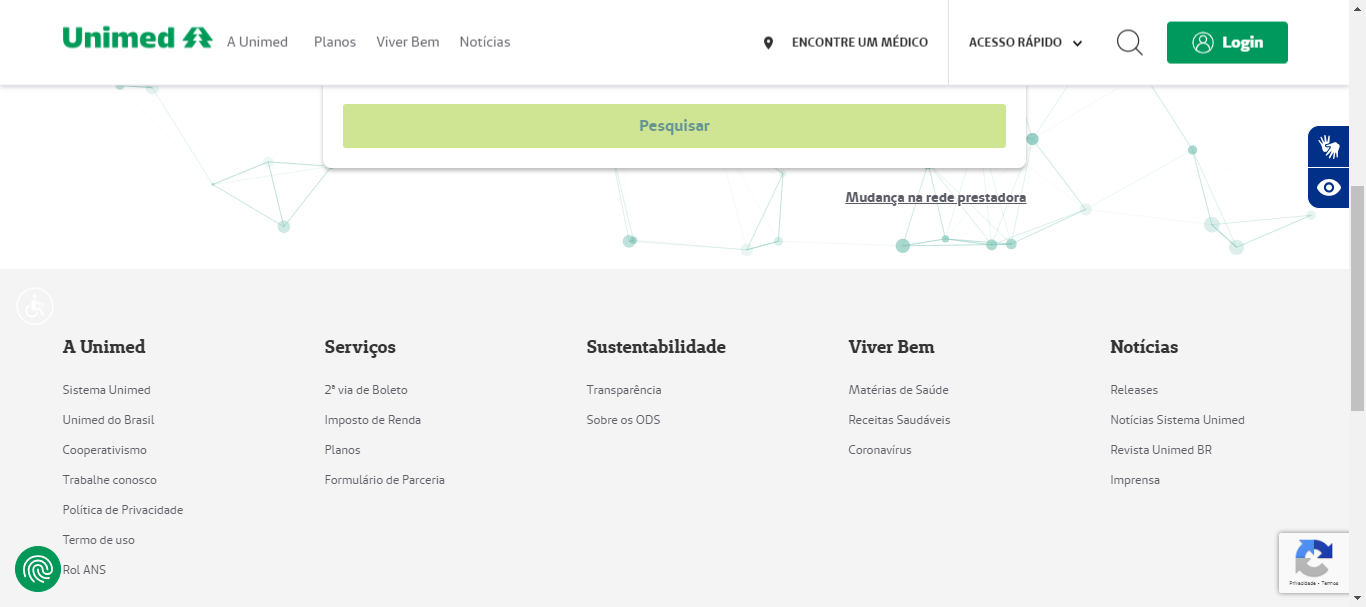 Unimed
A Unimed Planos Viver Bem Notícias
ENCONTRE UM MÉDICO
ACESSO RÁPIDO
Login
Pesquisar
Mudança na rede prestadora
A Unimed
Sistema Unimed
Unimed do Brasil
Cooperativismo
Trabalhe conosco
Política de Privacidade
Termo de uso
Rol ANS
Serviços
2ª via de Boleto
Imposto de Renda
Planos
Formulário de Parceria
Sustentabilidade
Transparência
Sobre os ODS
Viver Bem
Matérias de Saúde
Receitas Saudáveis
Coronavírus
Notícias
Releases
Notícias Sistema Unimed
Revista Unimed BR
Imprensa
Privacidade - Termos